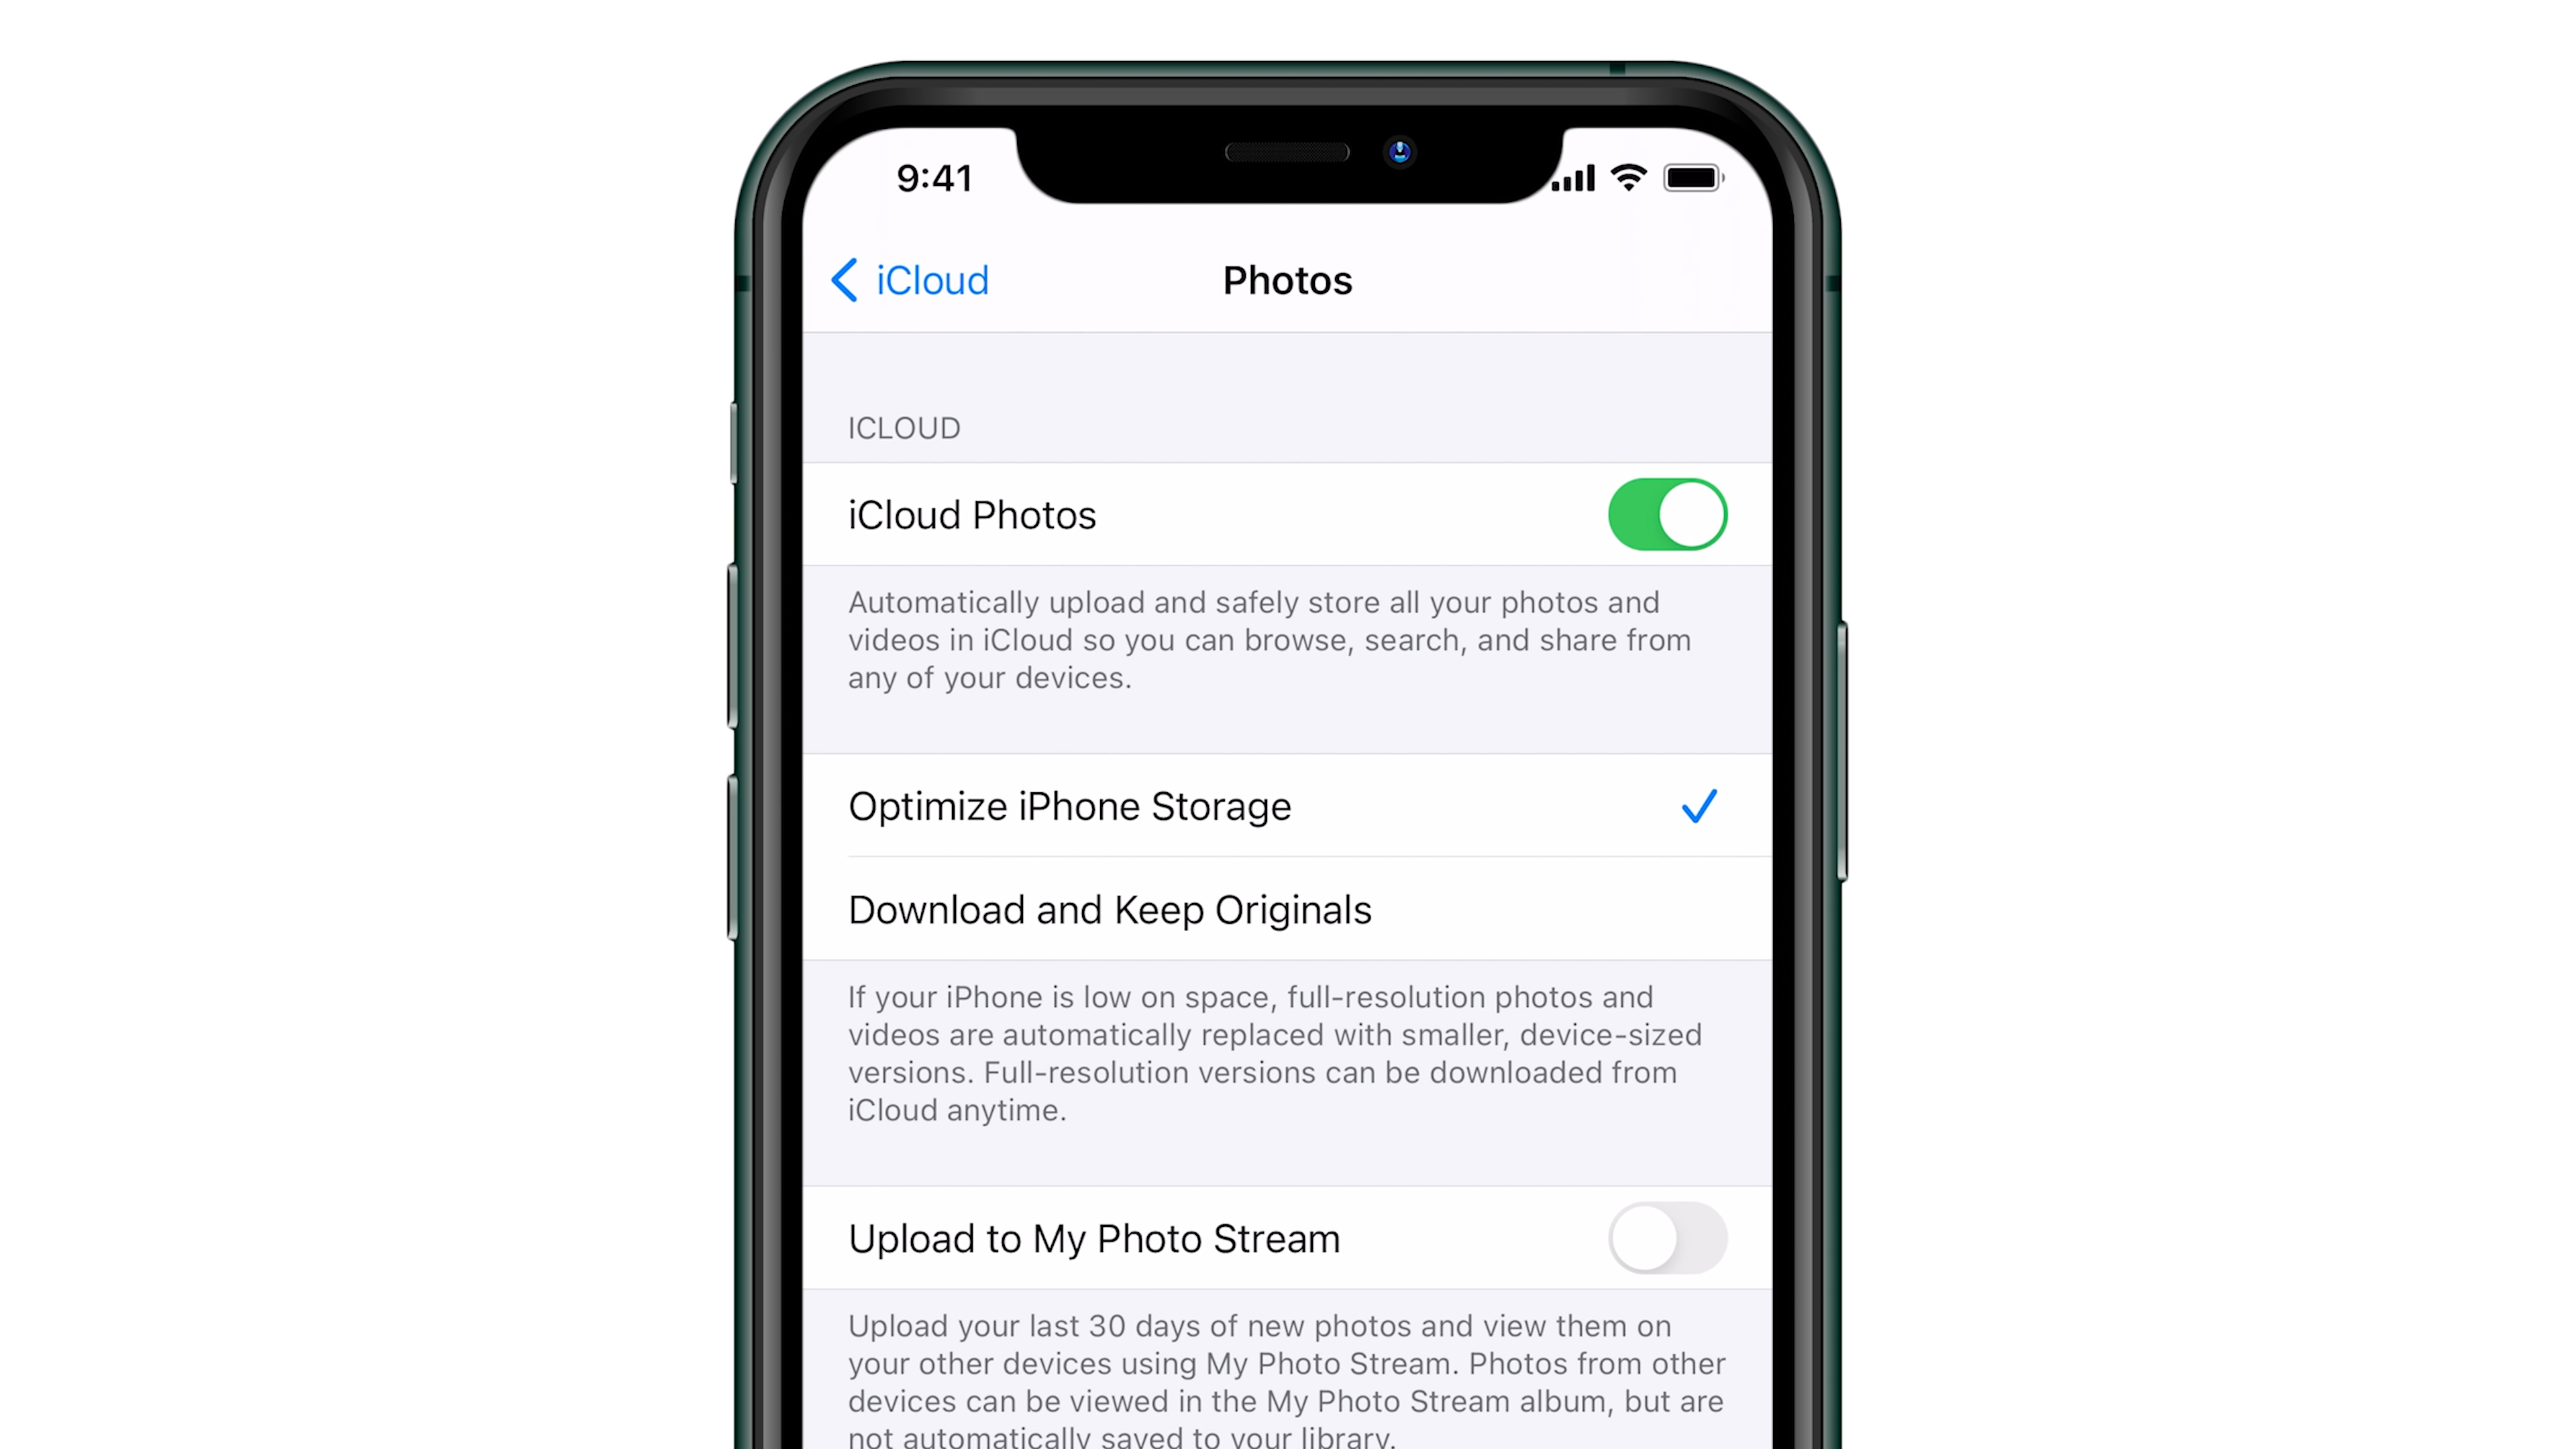 9:41
iCloud
Photos
ICLOUD
iCloud Photos
Automatically upload and safely store all your photos and
videos in iCloud so you can browse, search, and share from
any of your devices.
Optimize iPhone Storage
Download and Keep Originals
If your iPhone is low on space, full-resolution photos and
videos are automatically replaced with smaller, device-sized
versions. Full-resolution versions can be downloaded from
iCloud anytime.
Upload to My Photo Stream
Upload your last 30 days of new photos and view them on
your other devices using My Photo Stream. Photos from other
devices can be viewed in the My Photo Stream album, but are
not automatically saved to your library.